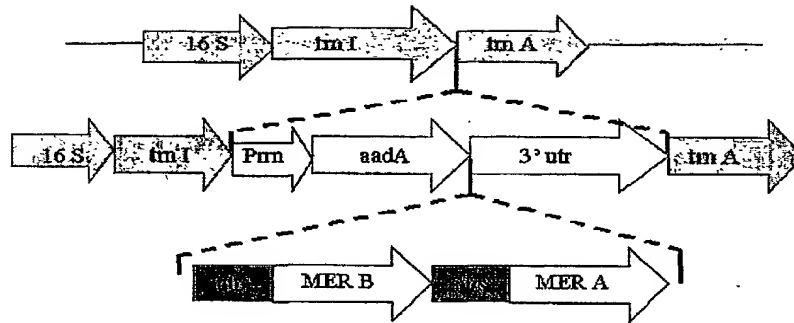 16 S trn I trn A
16 S trn I Prrn aadA 3' utr trn A
MER B MER A